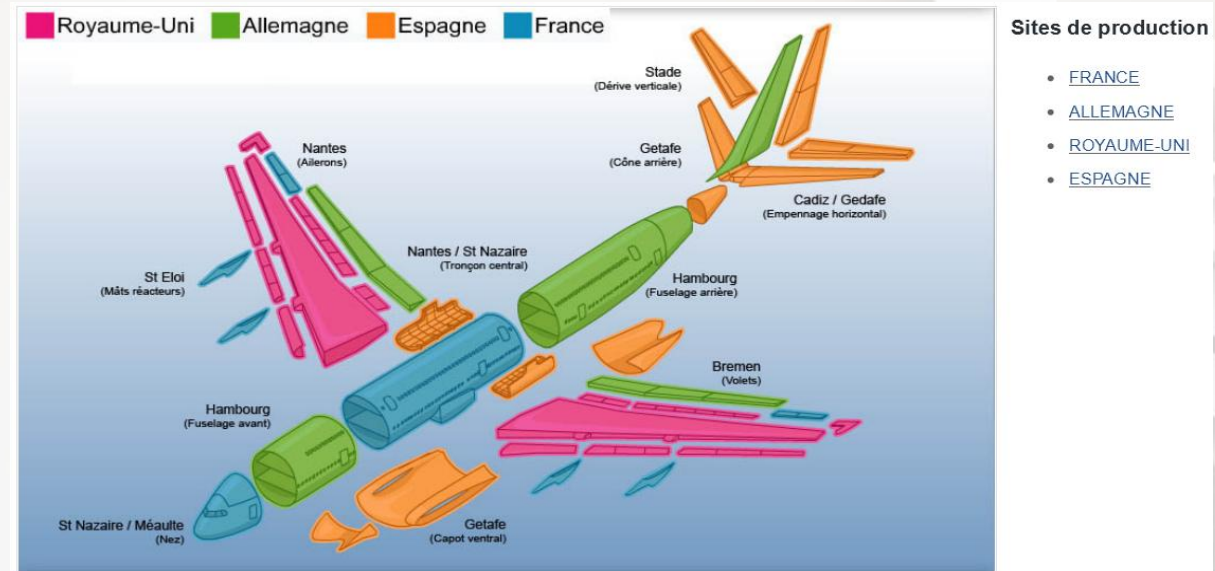 Royaume-Uni Allemagne Espagne France
Stade
(Dérive verticale)
Nantes
(Ailerons)
Getafe
(Cône arrière)
Cadiz / Gedafe
(Empennage horizontal)
Nantes / St Nazaire
(Tronçon central)
St Eloi
(Mâts réacteurs)
Hambourg
(Fuselage arrière)
Bremen
(Volets)
Hambourg
(Fuselage avant)
St Nazaire / Méaulte
(Nez)
Getafe
(Capot ventral)
Sites de production
FRANCE
ALLEMAGNE
ROYAUME-UNI
ESPAGNE